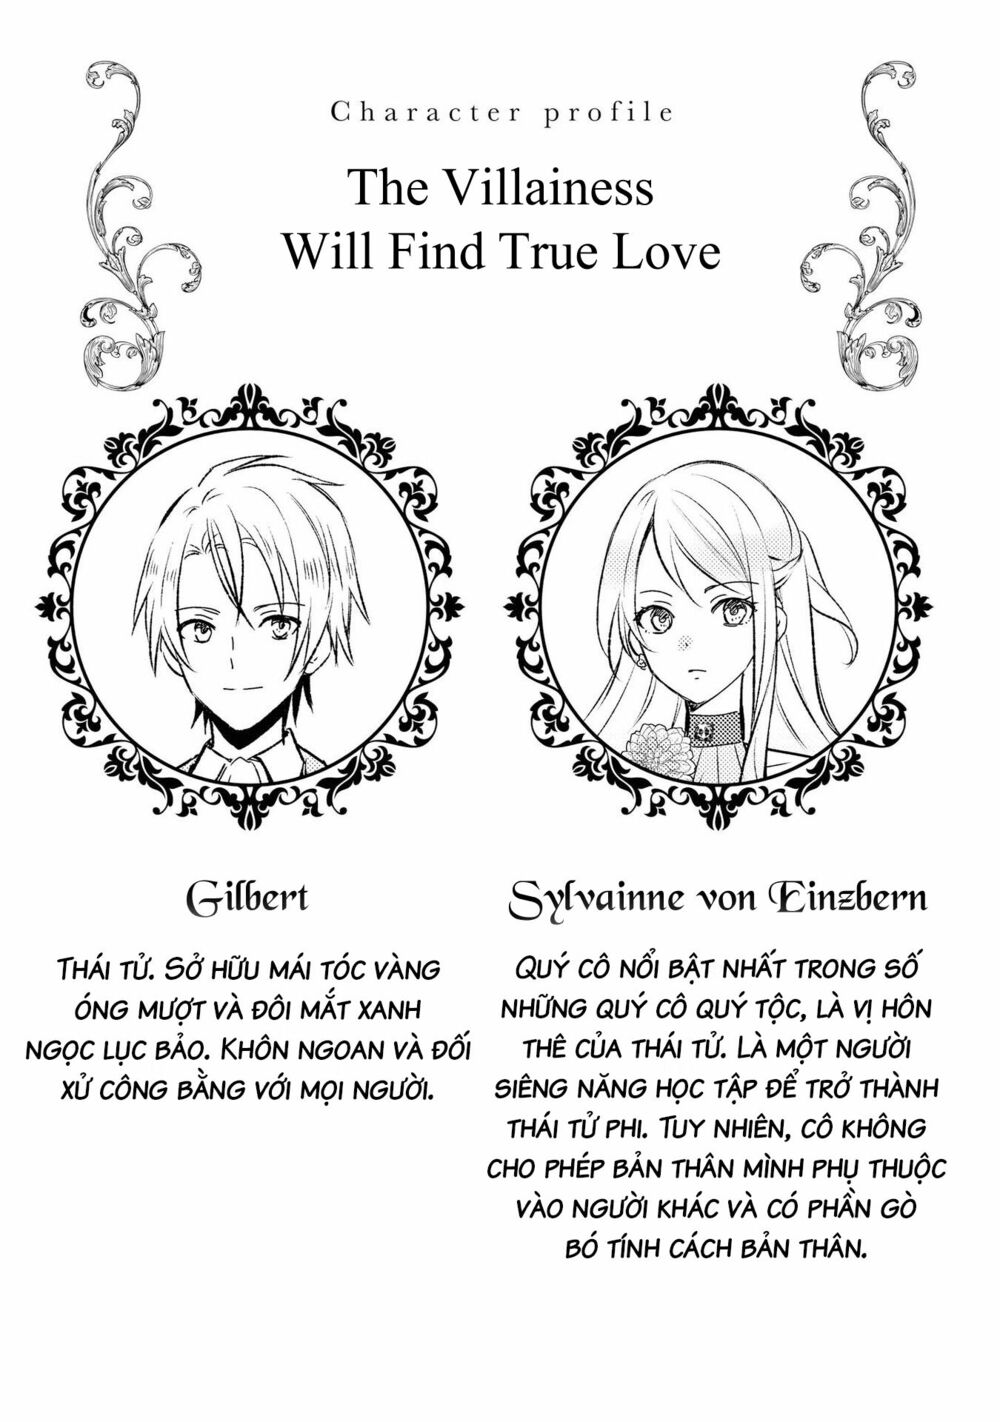 Character profile
The Villainess
Will Find True Love
Gilbert
THÁI TỬ. SỞ HỮU MÁI TÓC VÀNG
ÓNG MƯỢT VÀ ĐÔI MẮT XANH
NGỌC LỤC BẢO. KHÔN NGOAN VÀ ĐỐI
XỬ CÔNG BẰNG VỚI MỌI NGƯỜI.
Sylvainne von Einzbern
QUÝ CÔ NỔI BẬT NHẤT TRONG SỐ
NHỮNG QUÝ CÔ QUÝ TỘC, LÀ VỊ HÔN
THÊ CỦA THÁI TỬ. LÀ MỘT NGƯỜI
SIÊNG NĂNG HỌC TẬP ĐỂ TRỞ THÀNH
THÁI TỬ PHI. TUY NHIÊN, CÔ KHÔNG
CHO PHÉP BẢN THÂN MÌNH PHỤ THUỘC
VÀO NGƯỜI KHÁC VÀ CÓ PHẦN GÒ
BÓ TÍNH CÁCH BẢN THÂN.